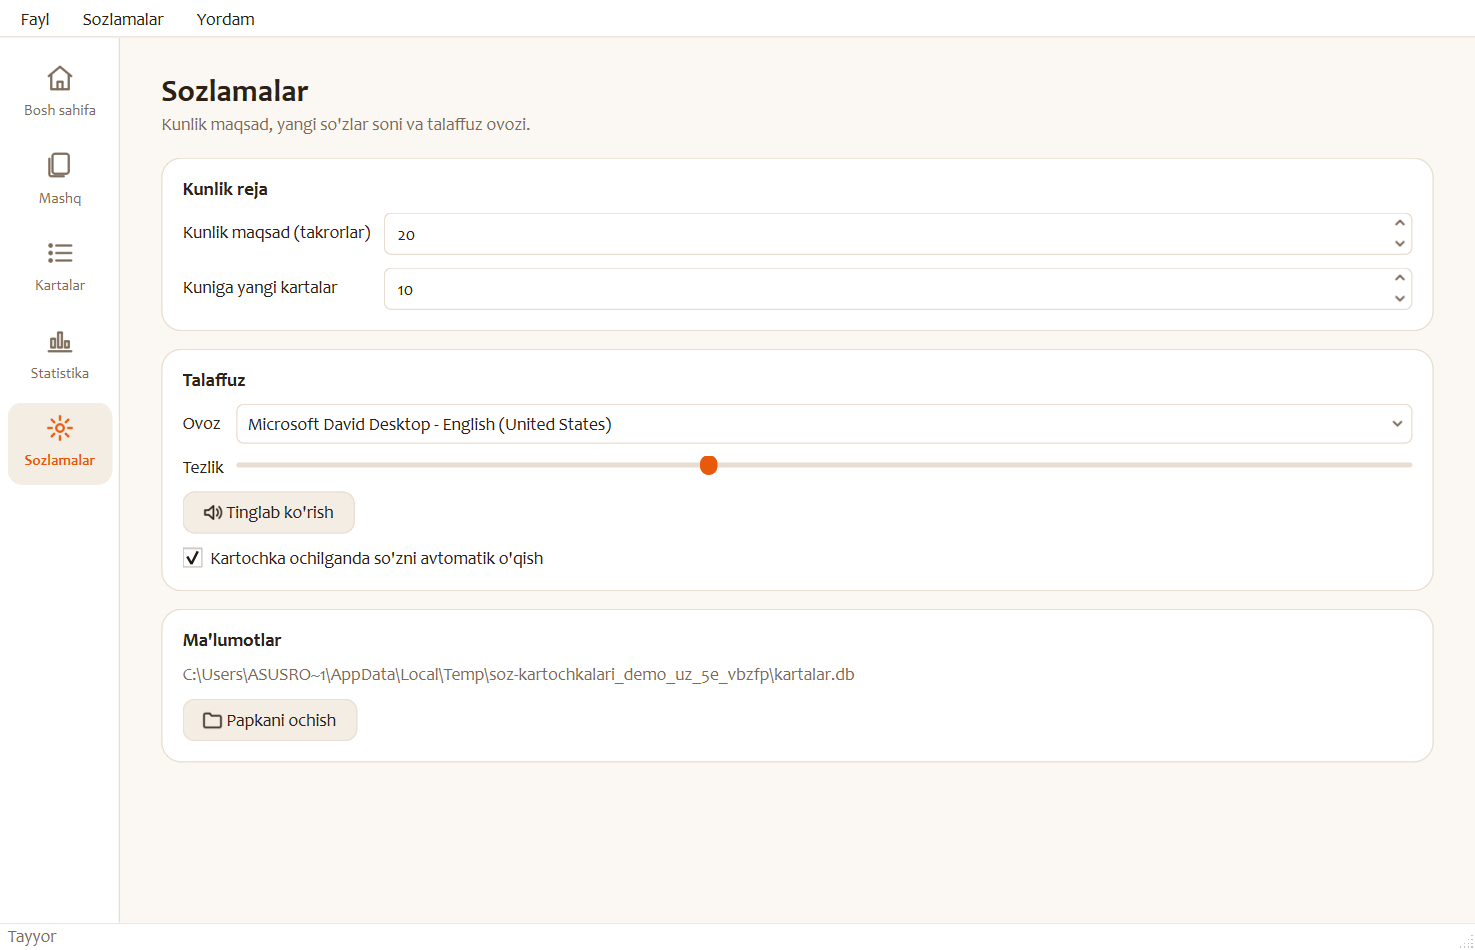 Fayl Sozlamalar Yordam
Bosh sahifa
Mashq
Kartalar
Statistika
Sozlamalar
Sozlamalar
Kunlik maqsad, yangi so'zlar soni va talaffuz ovozi.
Kunlik reja
Kunlik maqsad (takrorlar) 20
Kuniga yangi kartalar 10
Talaffuz
Ovoz Microsoft David Desktop - English (United States)
Tezlik
Tinglab ko'rish
Kartochka ochilganda so'zni avtomatik o'qish
Ma'lumotlar
C:\Users\ASUSRO~1\AppData\Local\Temp\soz-kartochkalari_demo_uz_5e_vbzfp\kartalar.db
Papkani ochish
Tayyor